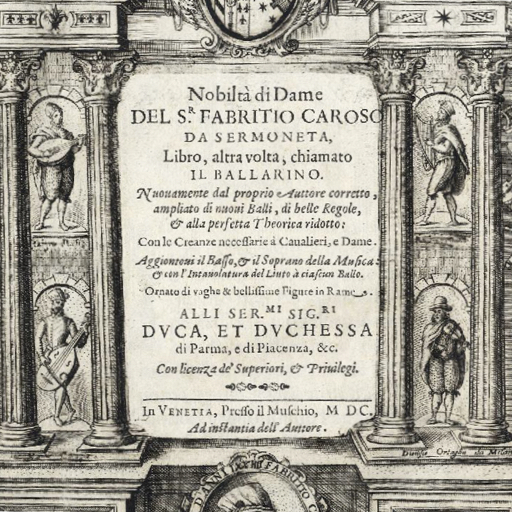 Nobiltà di Dame
DEL S.R FABRITIO CAROSO
DA SERMONETA,
Libro, altra volta, chiamato
IL BALLARINO.
Nuouamente dal proprio Auttore corretto,
ampliato di nuoui Balli, di belle Regole,
& alla perfetta Theorica ridotto:
Con le Creanze necessarie à Caualieri, e Dame.
Aggiontoui il Basso, & il Soprano della Musica:
& con l'Intauolatura del Liuto à ciascun Ballo.
Ornato di vaghe & bellissime Figure in Rame.
ALLI SER.MI SIG.RI
DVCA, ET DVCHESSA
di Parma, e di Piacenza, &c.
Con licenza de' Superiori, & Priuilegi.
In VENETIA, Presso il Muschio, M DC.
Ad instantia dell' Auttore.